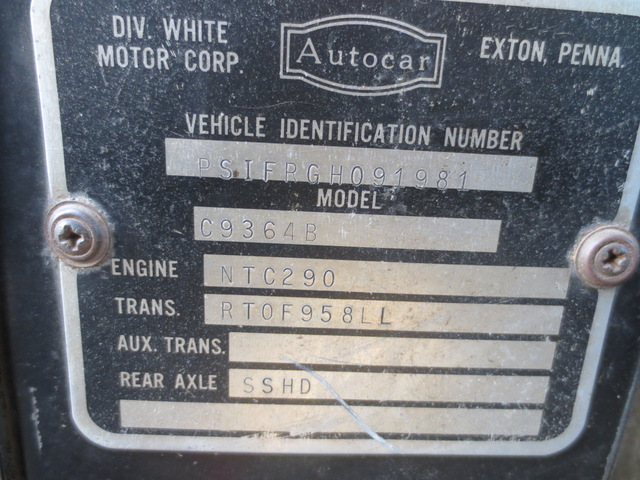 DIV. WHITE
MOTOR CORP.
Autocar
EXTON, PENNA.
VEHICLE IDENTIFICATION NUMBER
PSIFRGH091981
MODEL
C9364B
ENGINE NTC290
TRANS. RTOF958LL
AUX. TRANS.
REAR AXLE SSHD